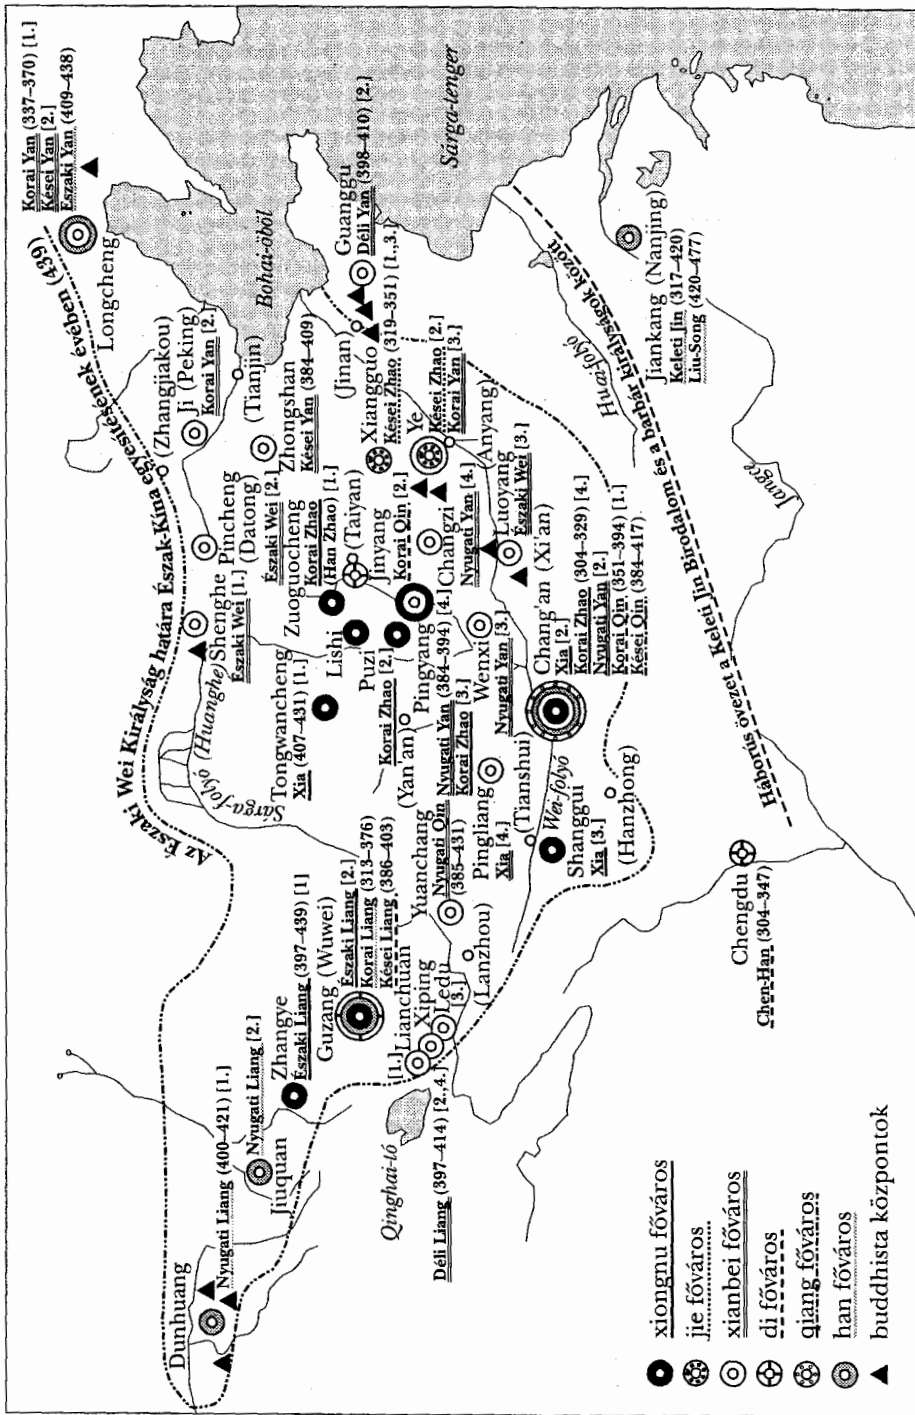 Korai Yan (337–370) [1.]
Kései Yan [2.]
Északi Yan (409–438)
Longcheng
Az Északi Wei Királyság határa Észak-Kína egyesítésének évében (439)
Dunhuang
Nyugati Liang (400–421) [1.]
Nyugati Liang [2.]
Jiuquan
Zhangye
Északi Liang (397–439) [1]
Guzang (Wuwei)
Északi Liang [2.]
Korai Liang (313–376)
Kései Liang (386–403)
Qinghai-tó
[1.]
Lianchuan
Xiping
Ledu
[3.]
Déli Liang (397–414) [2.,4.]
(Lanzhou)
Yuanchang
Nyugati Qin
(385–431)
Sárga-folyó (Huanghe)
Tongwancheng
Xia (407–431) [1.]
Shenghe
Északi Wei [1.]
Pincheng
(Datong)
Északi Wei [2.]
(Zhangjiakou)
Ji (Peking)
Korai Yan [2.]
(Tianjin)
Bohai-öböl
Zhongshan
Kései Yan (384–409)
Zuoguocheng
Korai Zhao
(Han Zhao) [1.]
Lishi
(Taiyan)
Jinyang
Korai Qin [2.]
Puzi
Korai Zhao [2.]
Pingyang
Nyugati Yan (384–394) [4.]
Korai Zhao [3.]
(Yan'an)
Changzi
Nyugati Yan [4.]
Wenxi
Nyugati Yan [3.]
Xiangguo
Kései Zhao (319–351) [1.,3.]
Ye
Kései Zhao [2.]
Korai Yan [3.]
(Anyang)
(Jinan)
Guanggu
Déli Yan (398–410) [2.]
Sárga-tenger
Luoyang
Északi Wei [3.]
Chang'an (Xi'an)
Xia [2.]
Korai Zhao (304–329) [4.]
Nyugati Yan [2.]
Korai Qin (351–394) [1.]
Kései Qin (384–417)
Pingliang
Xia [4.]
(Tianshui)
Wei-folyó
Shanggui
Xia [3.]
(Hanzhong)
Chengdu
Chen-Han (304–347)
Háborús övezet a Keleti Jin Birodalom és a barbár királyságok között
Huai-folyó
Jangce
Jiankang (Nanjing)
Keleti Jin (317–420)
Liu-Song (420–477)
xiongnu főváros
jie főváros
xianbei főváros
di főváros
qiang főváros
han főváros
buddhista központok